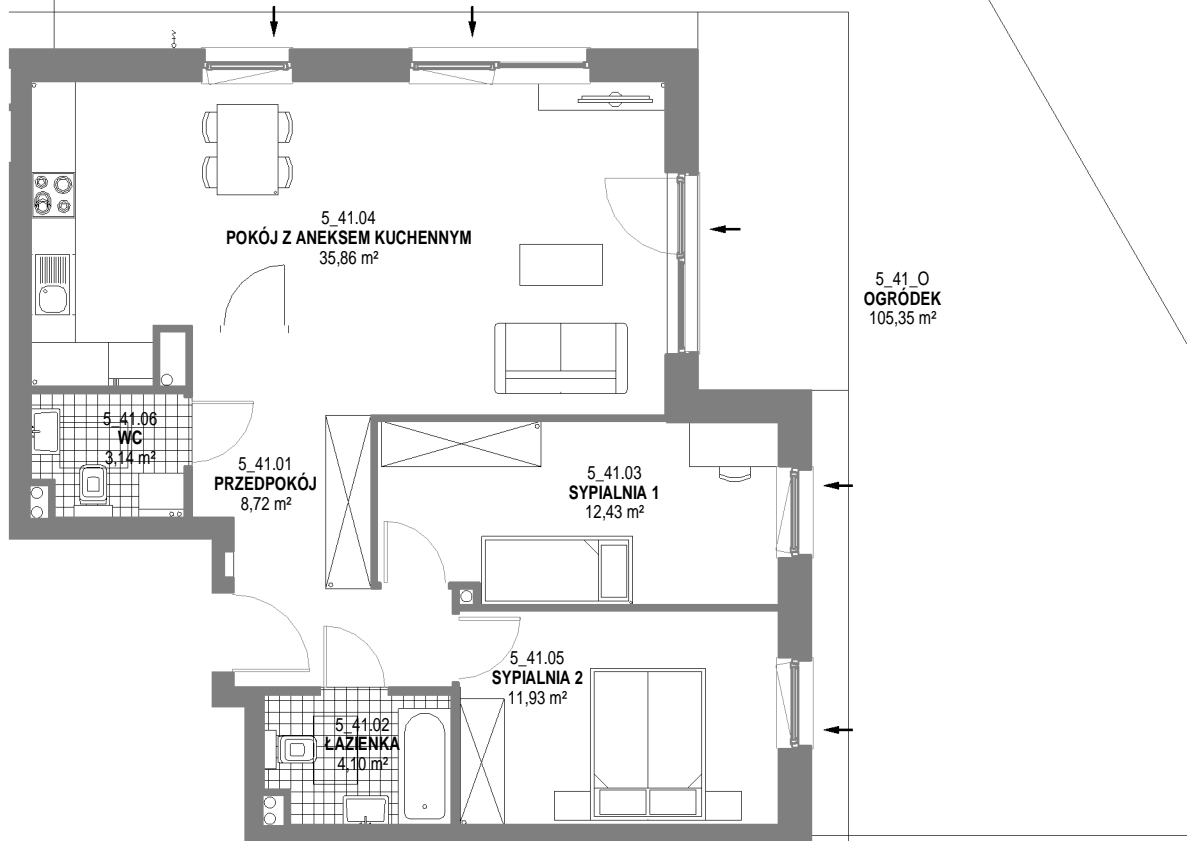 5_41.04
POKÓJ Z ANEKSEM KUCHENNYM
35,86 m²
5_41_O
OGRÓDEK
105,35 m²
5_41.06
WC
3,14 m²
5_41.01
PRZEDPOKÓJ
8,72 m²
5_41.03
SYPIALNIA 1
12,43 m²
5_41.05
SYPIALNIA 2
11,93 m²
5_41.02
ŁAZIENKA
4,10 m²